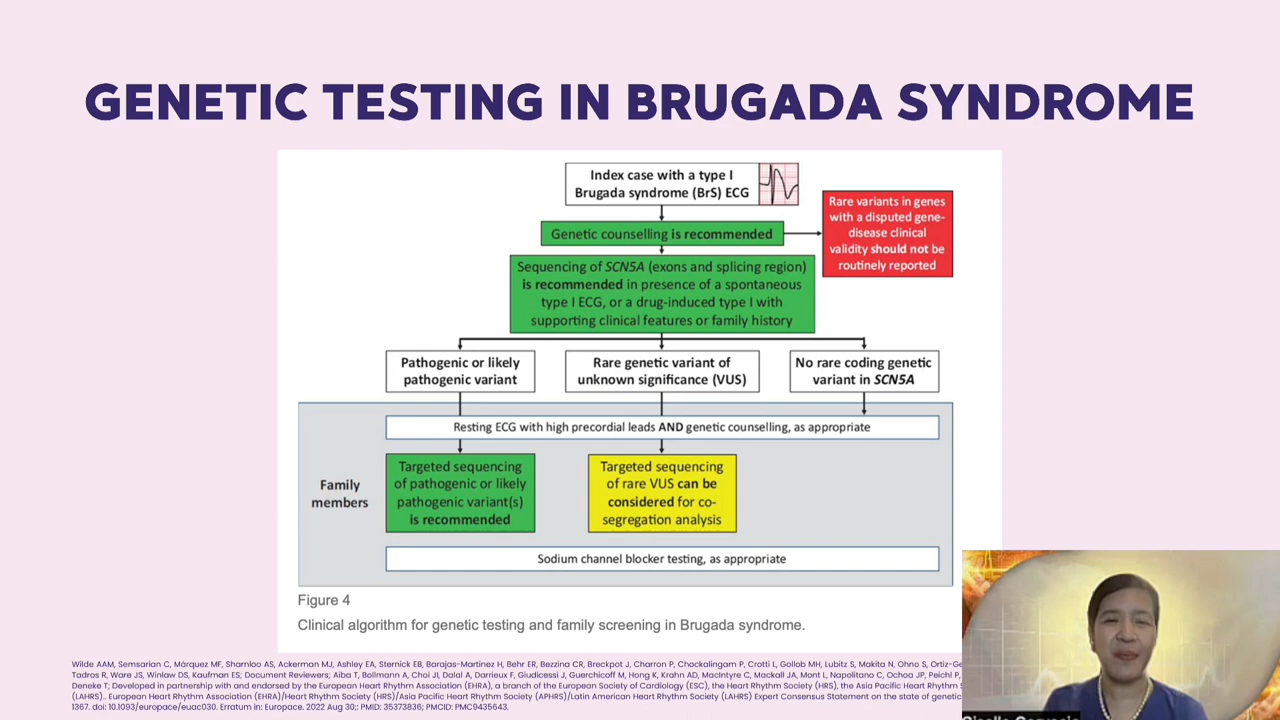 GENETIC TESTING IN BRUGADA SYNDROME
Index case with a type I
Brugada syndrome (BrS) ECG
Genetic counselling is recommended
Rare variants in genes
with a disputed gene-
disease clinical
validity should not be
routinely reported
Sequencing of SCN5A (exons and splicing region)
is recommended in presence of a spontaneous
type I ECG, or a drug-induced type I with
supporting clinical features or family history
Pathogenic or likely
pathogenic variant
Rare genetic variant of
unknown significance (VUS)
No rare coding genetic
variant in SCN5A
Resting ECG with high precordial leads AND genetic counselling, as appropriate
Family
members
Targeted sequencing
of pathogenic or likely
pathogenic variant(s)
is recommended
Targeted sequencing
of rare VUS can be
considered for co-
segregation analysis
Sodium channel blocker testing, as appropriate
Figure 4
Clinical algorithm for genetic testing and family screening in Brugada syndrome.
Wilde AAM, Semsarian C, Márquez MF, Shamloo AS, Ackerman MJ, Ashley EA, Sternick EB, Barajas-Martinez H, Behr ER, Bezzina CR, Breckpot J, Charron P, Chockalingam P, Crotti L, Gollob MH, Lubitz S, Makita N, Ohno S, Ortiz-Ge
Tadros R, Ware JS, Winlaw DS, Kaufman ES; Document Reviewers; Aiba T, Bollmann A, Choi JI, Dalal A, Darrieux F, Giudicessi J, Guerchicoff M, Hong K, Krahn AD, MacIntyre C, Mackall JA, Mont L, Napolitano C, Ochoa JP, Peichl P,
Deneke T; Developed in partnership with and endorsed by the European Heart Rhythm Association (EHRA), a branch of the European Society of Cardiology (ESC), the Heart Rhythm Society (HRS), the Asia Pacific Heart Rhythm S
(LAHRS).. European Heart Rhythm Association (EHRA)/Heart Rhythm Society (HRS)/Asia Pacific Heart Rhythm Society (APHRS)/Latin American Heart Rhythm Society (LAHRS) Expert Consensus Statement on the state of genetic
1367. doi: 10.1093/europace/euac030. Erratum in: Europace. 2022 Aug 30;: PMID: 35373836; PMCID: PMC9435643.